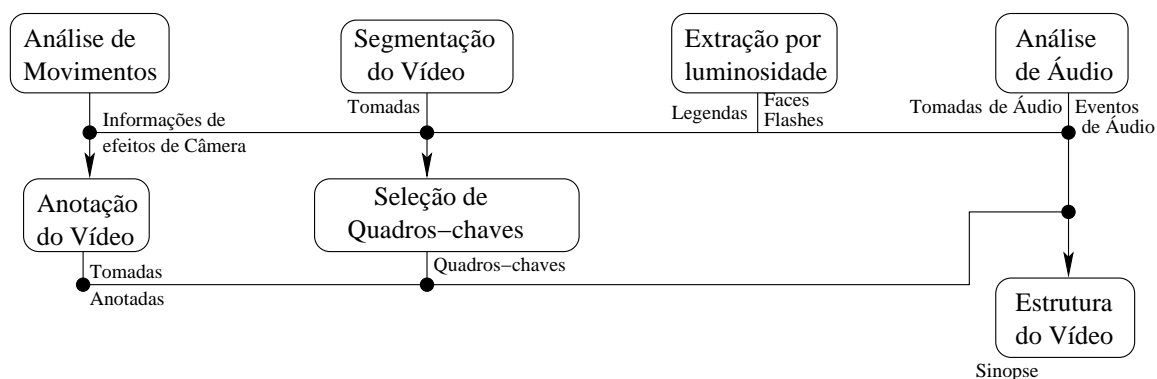 Análise de
Movimentos
Segmentação
do Vídeo
Extração por
luminosidade
Análise
de Áudio
Informações de
efeitos de Câmera
Tomadas
Legendas
Faces
Flashes
Tomadas de Áudio
Eventos
de Áudio
Anotação
do Vídeo
Seleção de
Quadros−chaves
Tomadas
Anotadas
Quadros−chaves
Estrutura
do Vídeo
Sinopse